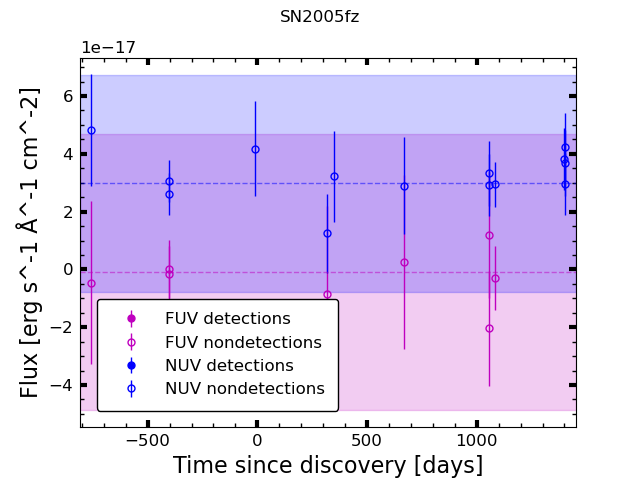 SN2005fz
1e−17
6
4
2
0
−2
−4
Flux [erg s^-1 Å^-1 cm^-2]
FUV detections
FUV nondetections
NUV detections
NUV nondetections
−500 0 500 1000
Time since discovery [days]